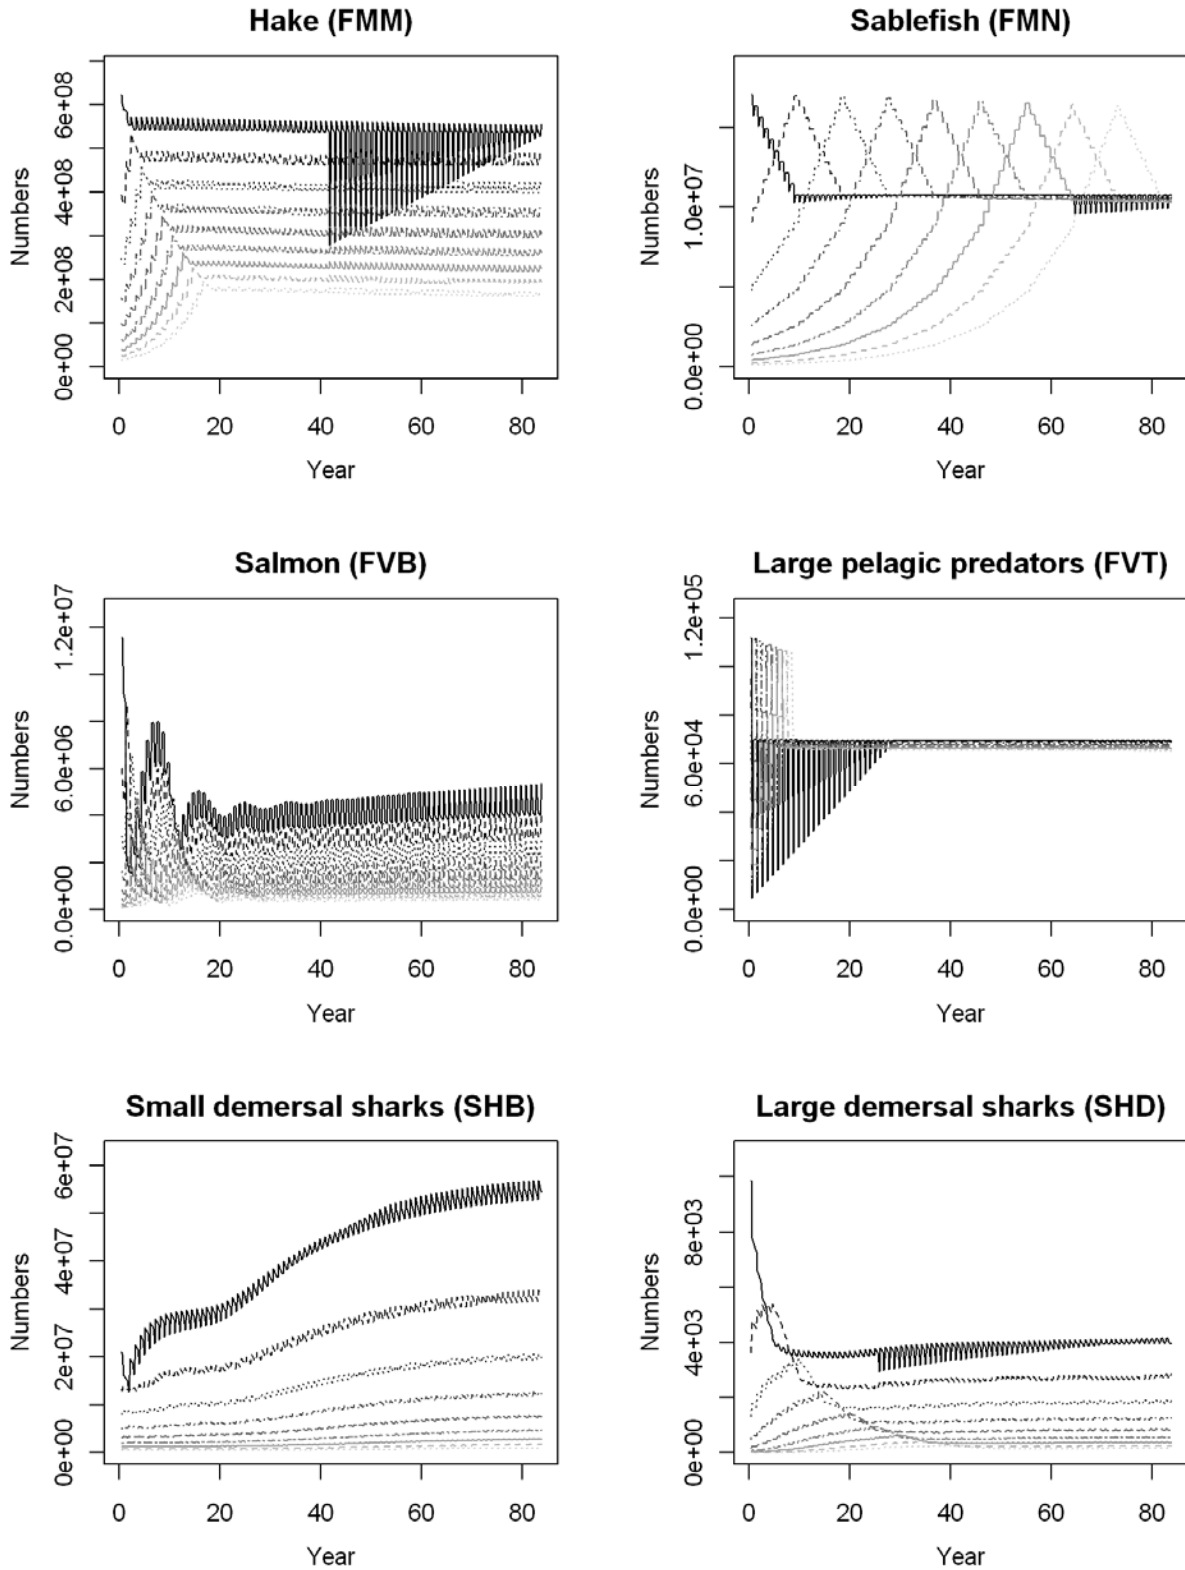 Hake (FMM)
Numbers
0e+00 2e+08 4e+08 6e+08
0 20 40 60 80
Year
Sablefish (FMN)
Numbers
0.0e+00 1.0e+07
0 20 40 60 80
Year
Salmon (FVB)
Numbers
0.0e+00 6.0e+06 1.2e+07
0 20 40 60 80
Year
Large pelagic predators (FVT)
Numbers
0.0e+00 6.0e+04 1.2e+05
0 20 40 60 80
Year
Small demersal sharks (SHB)
Numbers
0e+00 2e+07 4e+07 6e+07
0 20 40 60 80
Year
Large demersal sharks (SHD)
Numbers
0e+00 4e+03 8e+03
0 20 40 60 80
Year